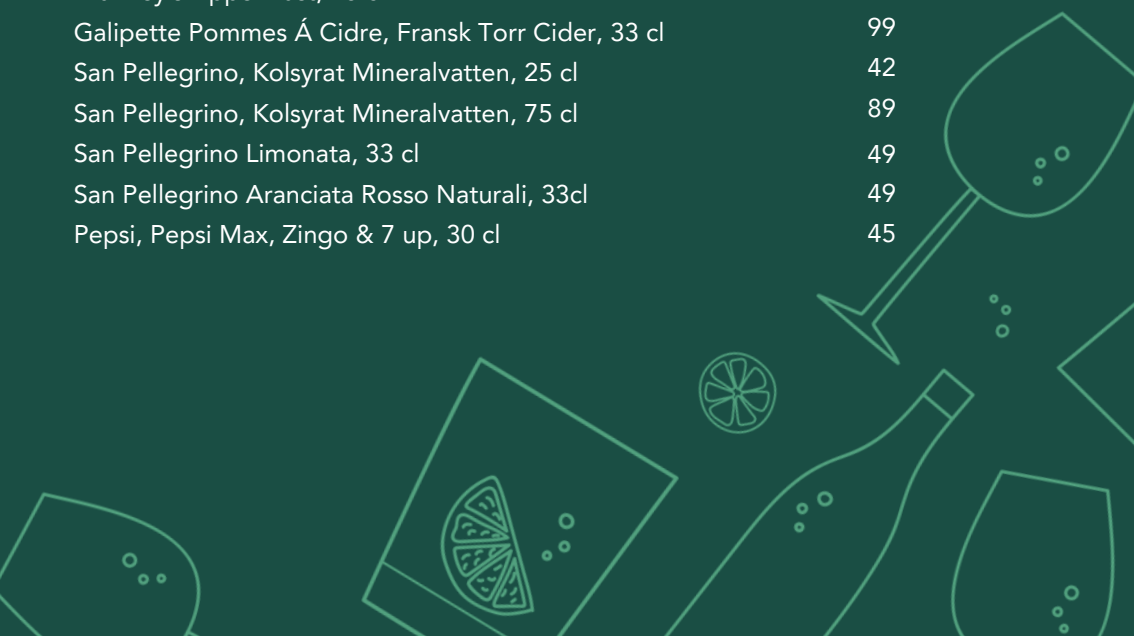 Galipette Pommes Á Cidre, Fransk Torr Cider, 33 cl 99
San Pellegrino, Kolsyrat Mineralvatten, 25 cl 42
San Pellegrino, Kolsyrat Mineralvatten, 75 cl 89
San Pellegrino Limonata, 33 cl 49
San Pellegrino Aranciata Rosso Naturali, 33cl 49
Pepsi, Pepsi Max, Zingo & 7 up, 30 cl 45